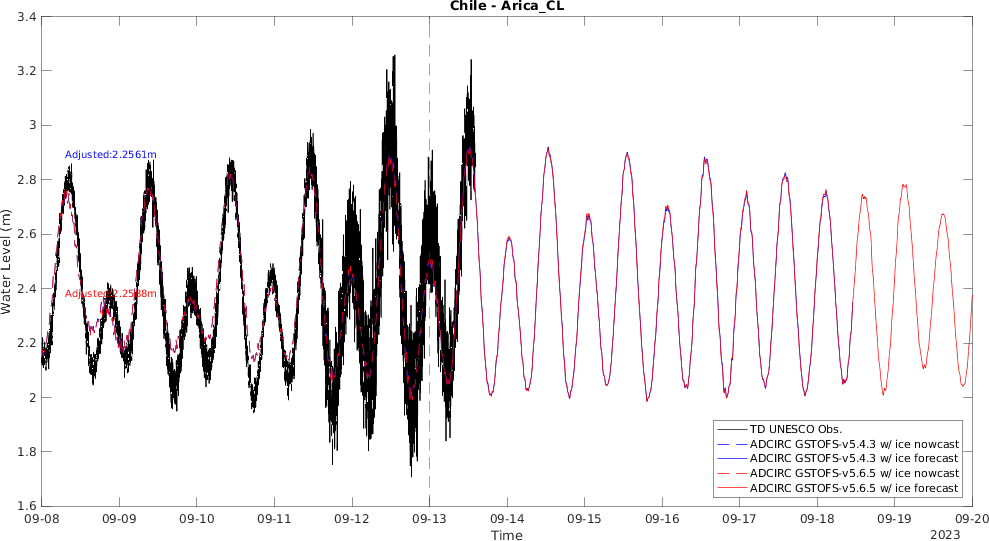 Chile - Arica_CL
3.4
3.2
3
2.8
2.6
2.4
2.2
2
1.8
1.6
Water Level (m)
Adjusted:2.2561m
Adjusted:2.2588m
TD UNESCO Obs.
ADCIRC GSTOFS-v5.4.3 w/ ice nowcast
ADCIRC GSTOFS-v5.4.3 w/ ice forecast
ADCIRC GSTOFS-v5.6.5 w/ ice nowcast
ADCIRC GSTOFS-v5.6.5 w/ ice forecast
09-08 09-09 09-10 09-11 09-12 09-13 09-14 09-15 09-16 09-17 09-18 09-19 09-20
Time
2023